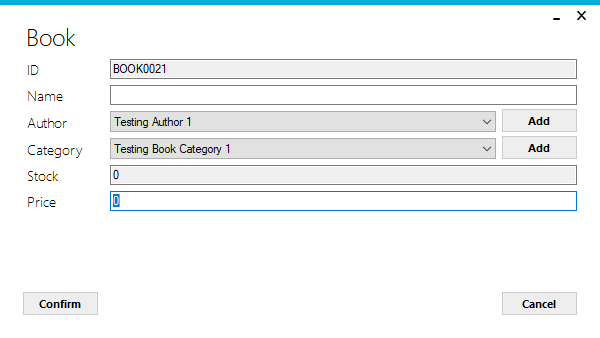 Book
ID BOOK0021
Name
Author Testing Author 1 Add
Category Testing Book Category 1 Add
Stock 0
Price 0
Confirm Cancel